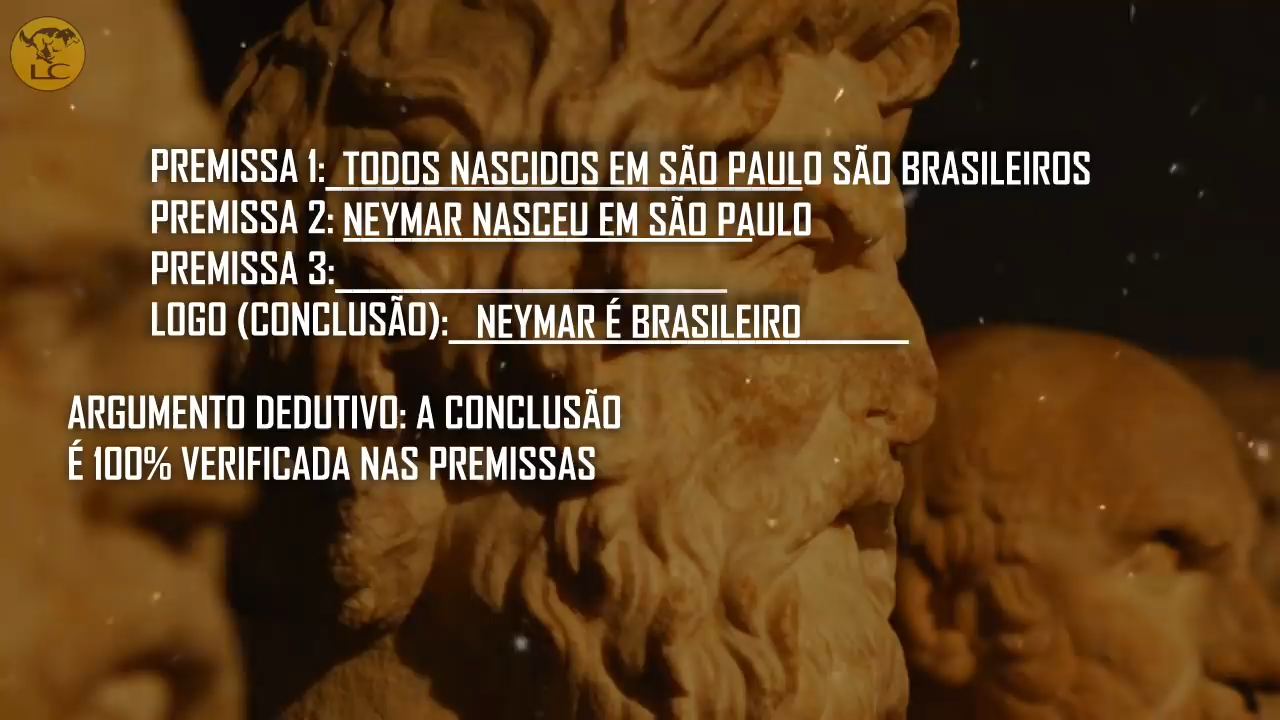 LC
PREMISSA 1: TODOS NASCIDOS EM SÃO PAULO SÃO BRASILEIROS
PREMISSA 2: NEYMAR NASCEU EM SÃO PAULO
PREMISSA 3:
LOGO (CONCLUSÃO): NEYMAR É BRASILEIRO
ARGUMENTO DEDUTIVO: A CONCLUSÃO
É 100% VERIFICADA NAS PREMISSAS